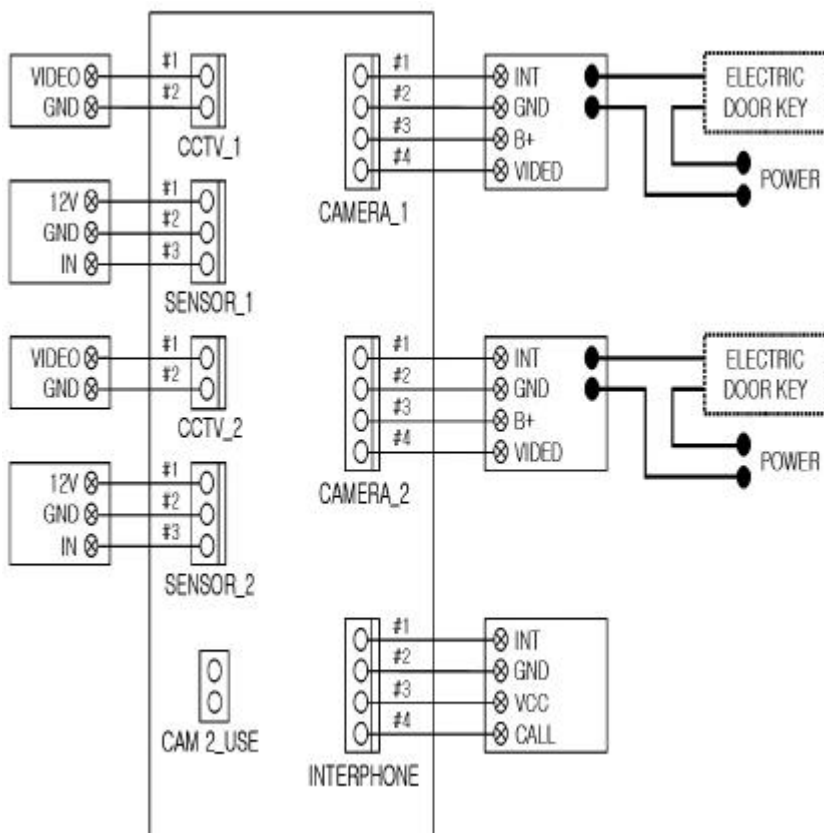 VIDEO #1
GND #2
CCTV_1
12V #1
GND #2
IN #3
SENSOR_1
VIDEO #1
GND #2
CCTV_2
12V #1
GND #2
IN #3
SENSOR_2
CAM 2_USE
#1 INT
#2 GND
#3 B+
#4 VIDED
CAMERA_1
ELECTRIC
DOOR KEY
POWER
#1 INT
#2 GND
#3 B+
#4 VIDED
CAMERA_2
ELECTRIC
DOOR KEY
POWER
#1 INT
#2 GND
#3 VCC
#4 CALL
INTERPHONE